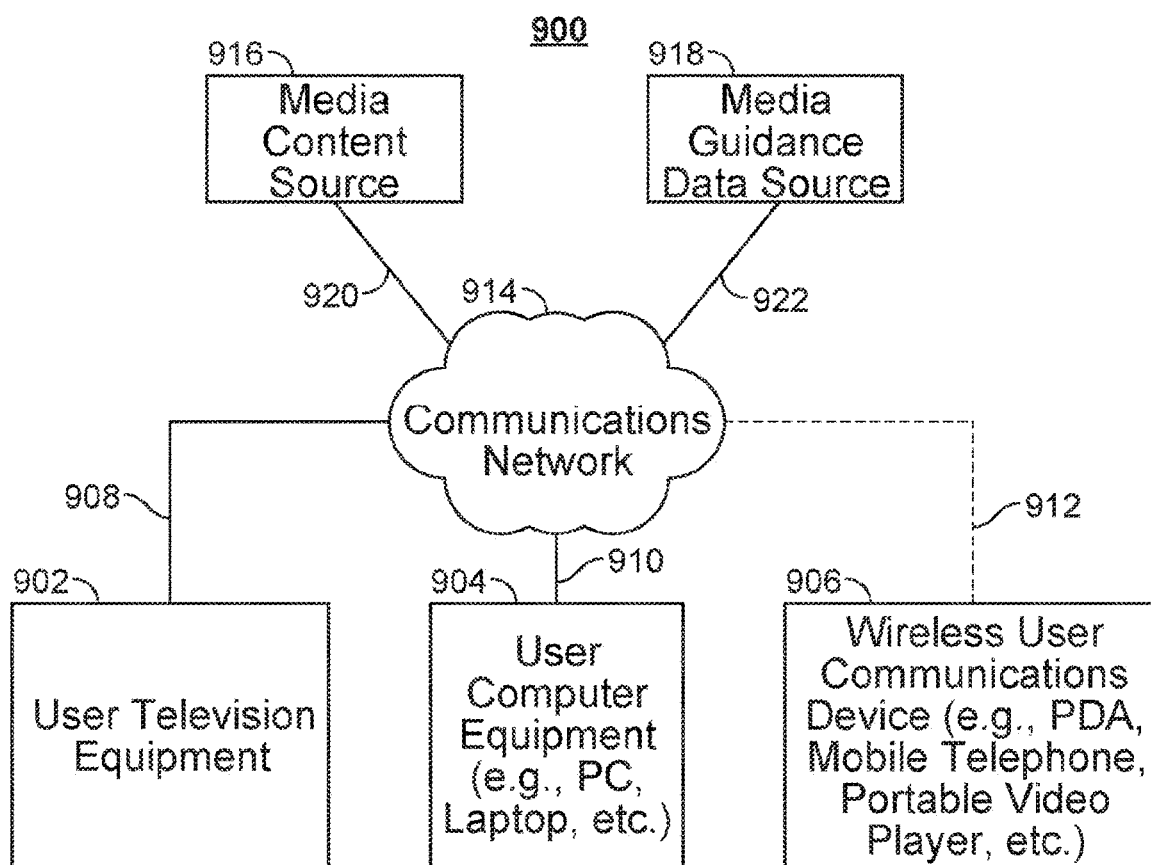 900
916
Media
Content
Source
918
Media
Guidance
Data Source
920
914
922
Communications
Network
908
910
912
902
User Television
Equipment
904
User
Computer
Equipment
(e.g., PC,
Laptop, etc.)
906
Wireless User
Communications
Device (e.g., PDA,
Mobile Telephone,
Portable Video
Player, etc.)